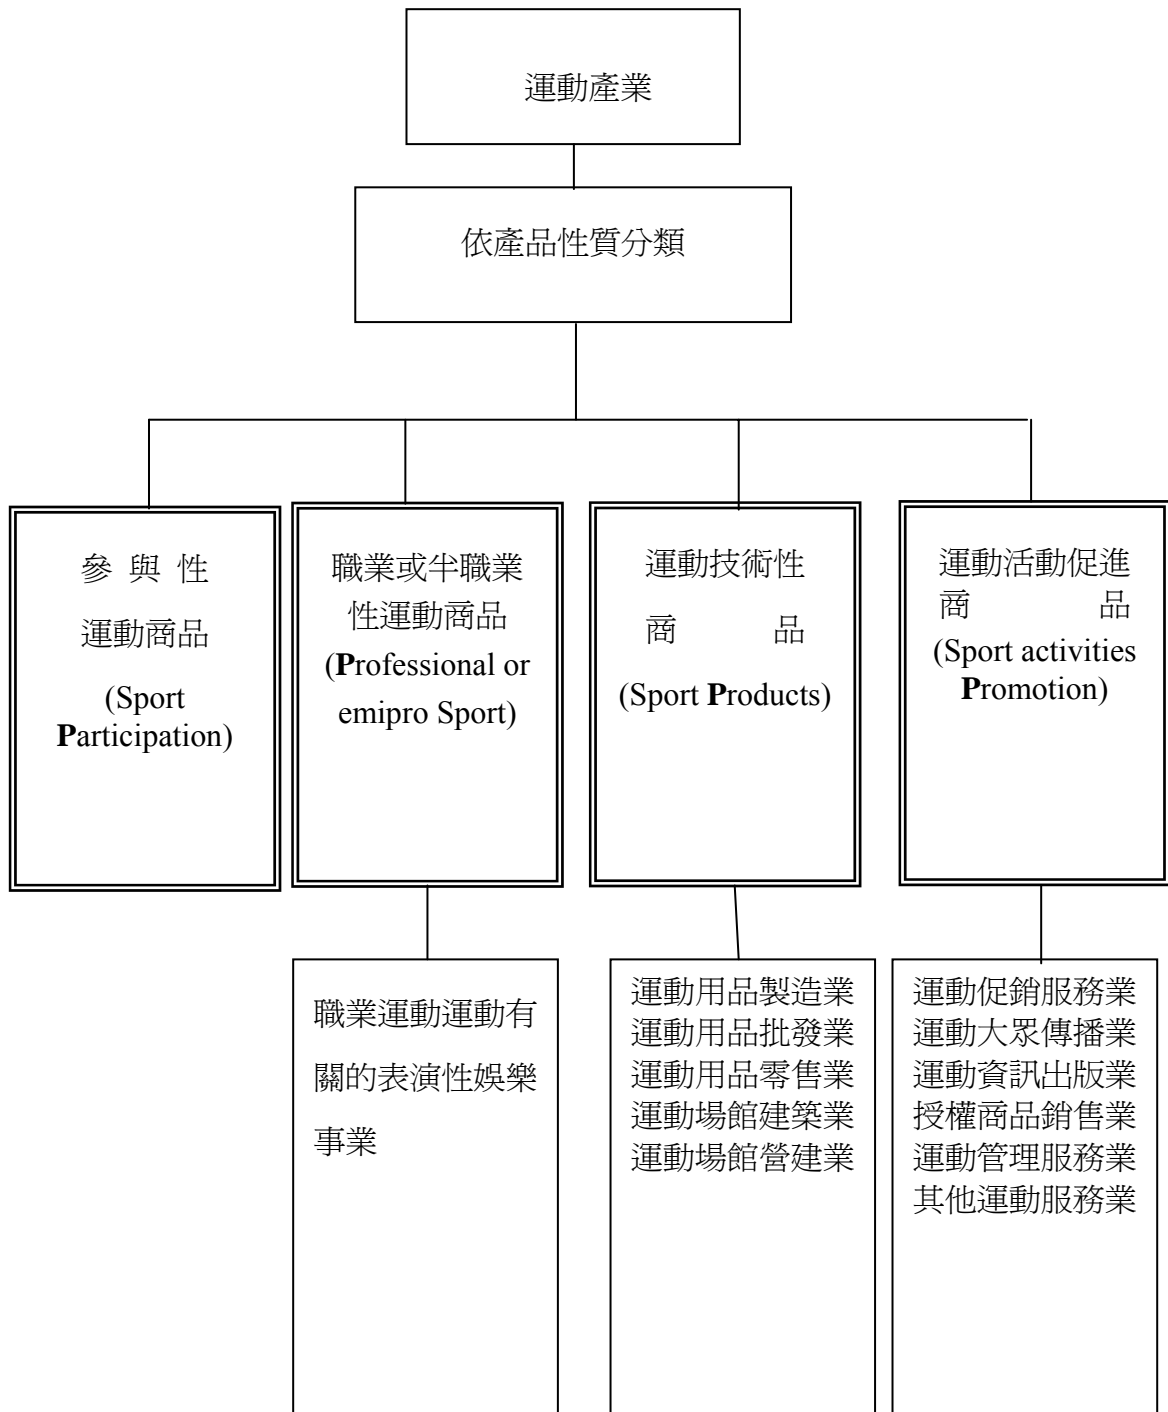 運動產業
依產品性質分類
參 與 性
運動商品
(Sport
Participation)
職業或半職業
性運動商品
(Professional or
emipro Sport)
運動技術性
商 品
(Sport Products)
運動活動促進
商 品
(Sport activities
Promotion)
職業運動運動有
關的表演性娛樂
事業
運動用品製造業
運動用品批發業
運動用品零售業
運動場館建築業
運動場館營建業
運動促銷服務業
運動大眾傳播業
運動資訊出版業
授權商品銷售業
運動管理服務業
其他運動服務業